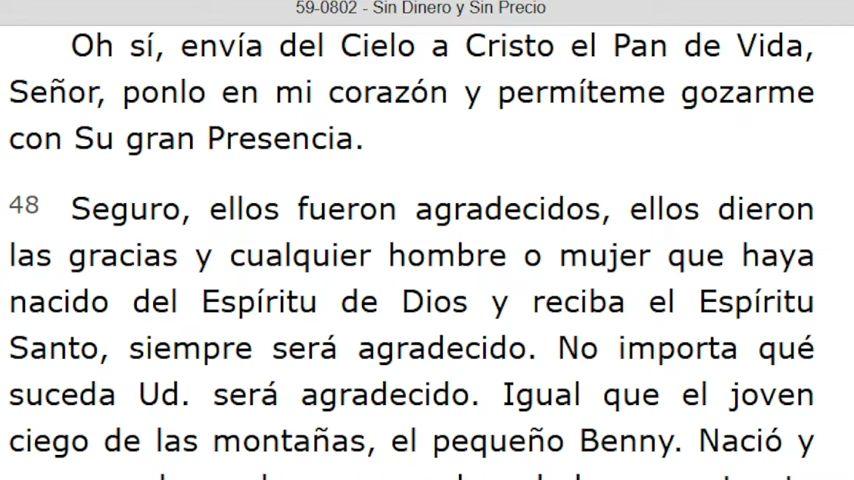 59-0802 - Sin Dinero y Sin Precio
Oh sí, envía del Cielo a Cristo el Pan de Vida,
Señor, ponlo en mi corazón y permíteme gozarme
con Su gran Presencia.
48 Seguro, ellos fueron agradecidos, ellos dieron
las gracias y cualquier hombre o mujer que haya
nacido del Espíritu de Dios y reciba el Espíritu
Santo, siempre será agradecido. No importa qué
suceda Ud. será agradecido. Igual que el joven
ciego de las montañas, el pequeño Benny. Nació y